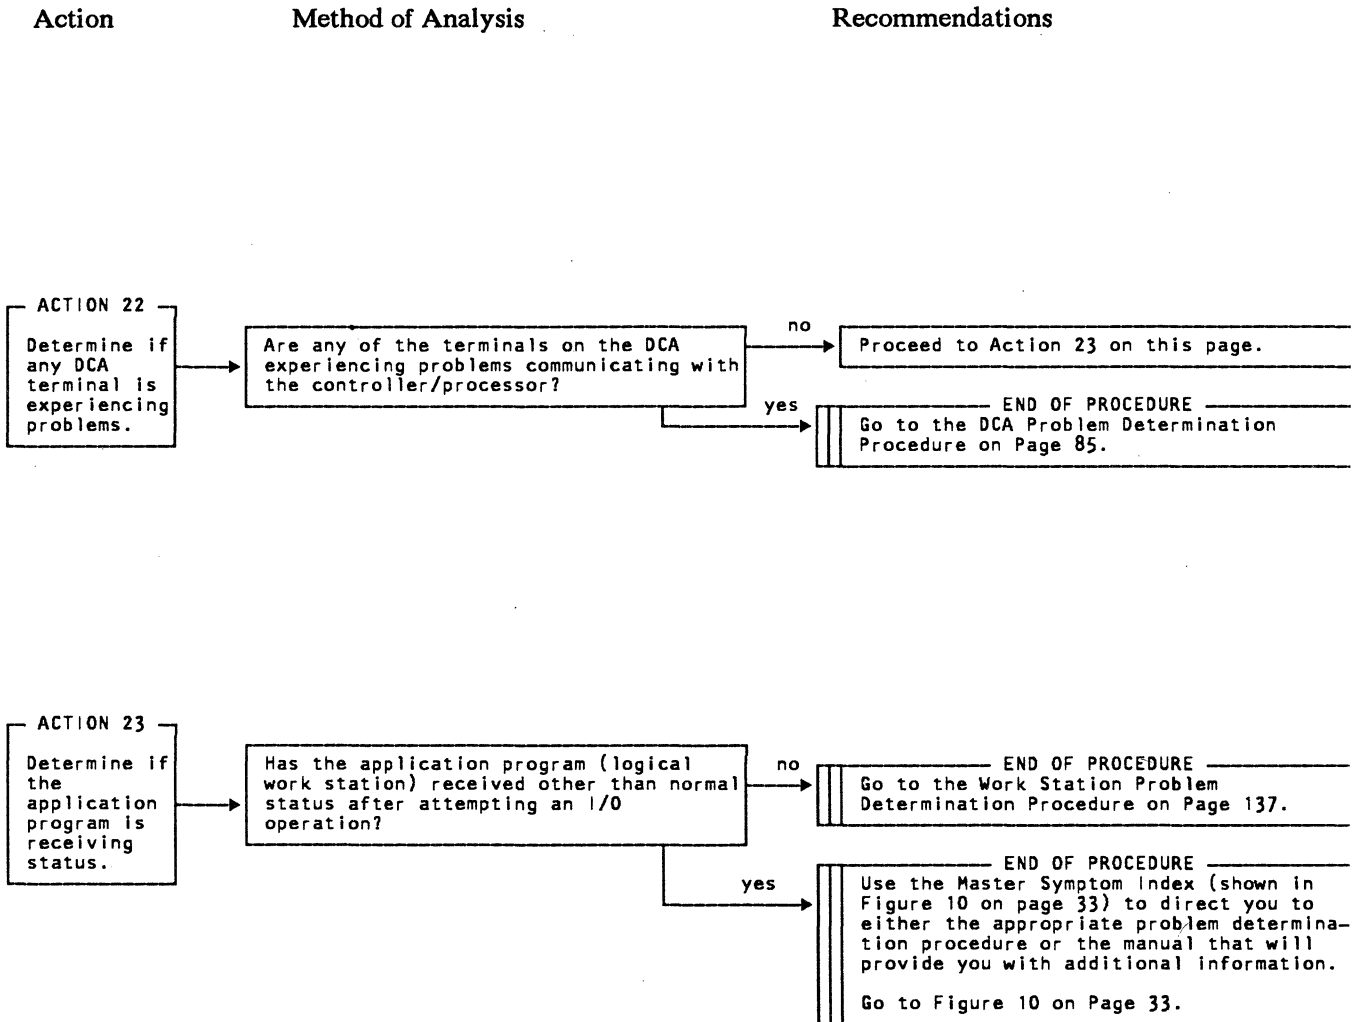 Action Method of Analysis Recommendations
ACTION 22
Determine if
any DCA
terminal is
experiencing
problems.
Are any of the terminals on the DCA
experiencing problems communicating with
the controller/processor?
no
Proceed to Action 23 on this page.
yes
END OF PROCEDURE
Go to the DCA Problem Determination
Procedure on Page 85.
ACTION 23
Determine if
the
application
program is
receiving
status.
Has the application program (logical
work station) received other than normal
status after attempting an I/O
operation?
no
END OF PROCEDURE
Go to the Work Station Problem
Determination Procedure on Page 137.
yes
END OF PROCEDURE
Use the Master Symptom Index (shown in
Figure 10 on page 33) to direct you to
either the appropriate problem determina-
tion procedure or the manual that will
provide you with additional information.
Go to Figure 10 on Page 33.